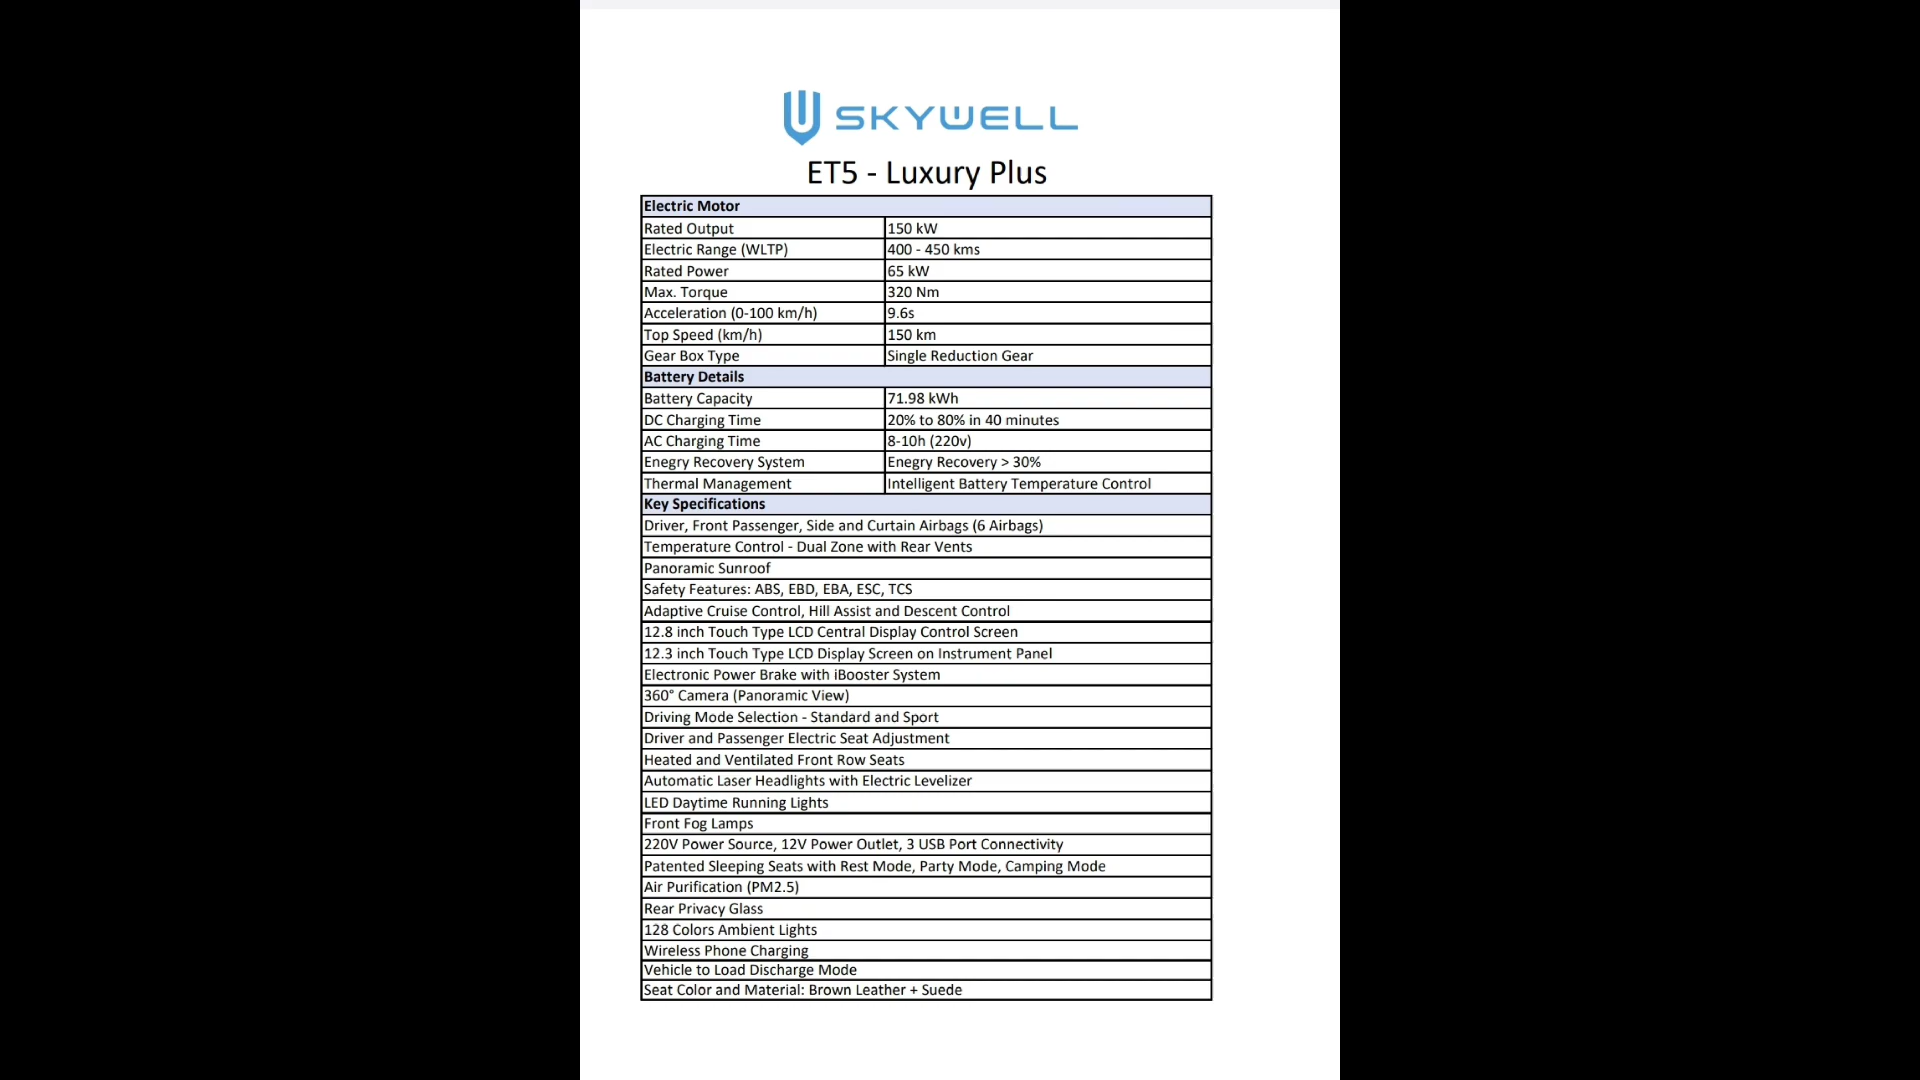 SKYWELL
ET5 - Luxury Plus
Electric Motor
Rated Output 150 kW
Electric Range (WLTP) 400 - 450 kms
Rated Power 65 kW
Max. Torque 320 Nm
Acceleration (0-100 km/h) 9.6s
Top Speed (km/h) 150 km
Gear Box Type Single Reduction Gear
Battery Details
Battery Capacity 71.98 kWh
DC Charging Time 20% to 80% in 40 minutes
AC Charging Time 8-10h (220v)
Enegry Recovery System Enegry Recovery > 30%
Thermal Management Intelligent Battery Temperature Control
Key Specifications
Driver, Front Passenger, Side and Curtain Airbags (6 Airbags)
Temperature Control - Dual Zone with Rear Vents
Panoramic Sunroof
Safety Features: ABS, EBD, EBA, ESC, TCS
Adaptive Cruise Control, Hill Assist and Descent Control
12.8 inch Touch Type LCD Central Display Control Screen
12.3 inch Touch Type LCD Display Screen on Instrument Panel
Electronic Power Brake with iBooster System
360° Camera (Panoramic View)
Driving Mode Selection - Standard and Sport
Driver and Passenger Electric Seat Adjustment
Heated and Ventilated Front Row Seats
Automatic Laser Headlights with Electric Levelizer
LED Daytime Running Lights
Front Fog Lamps
220V Power Source, 12V Power Outlet, 3 USB Port Connectivity
Patented Sleeping Seats with Rest Mode, Party Mode, Camping Mode
Air Purification (PM2.5)
Rear Privacy Glass
128 Colors Ambient Lights
Wireless Phone Charging
Vehicle to Load Discharge Mode
Seat Color and Material: Brown Leather + Suede